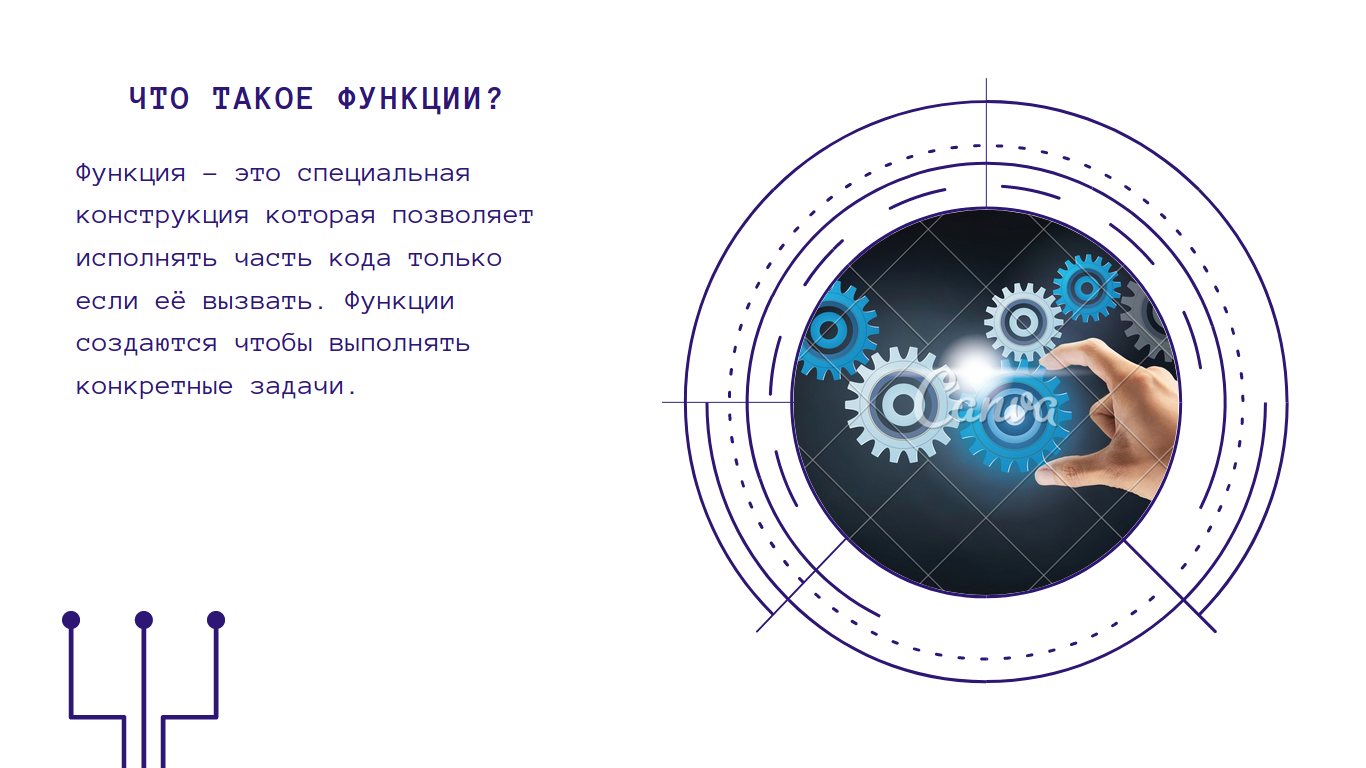 ЧТО ТАКОЕ ФУНКЦИИ?
Функция – это специальная
конструкция которая позволяет
исполнять часть кода только
если её вызвать. Функции
создаются чтобы выполнять
конкретные задачи.
Canva